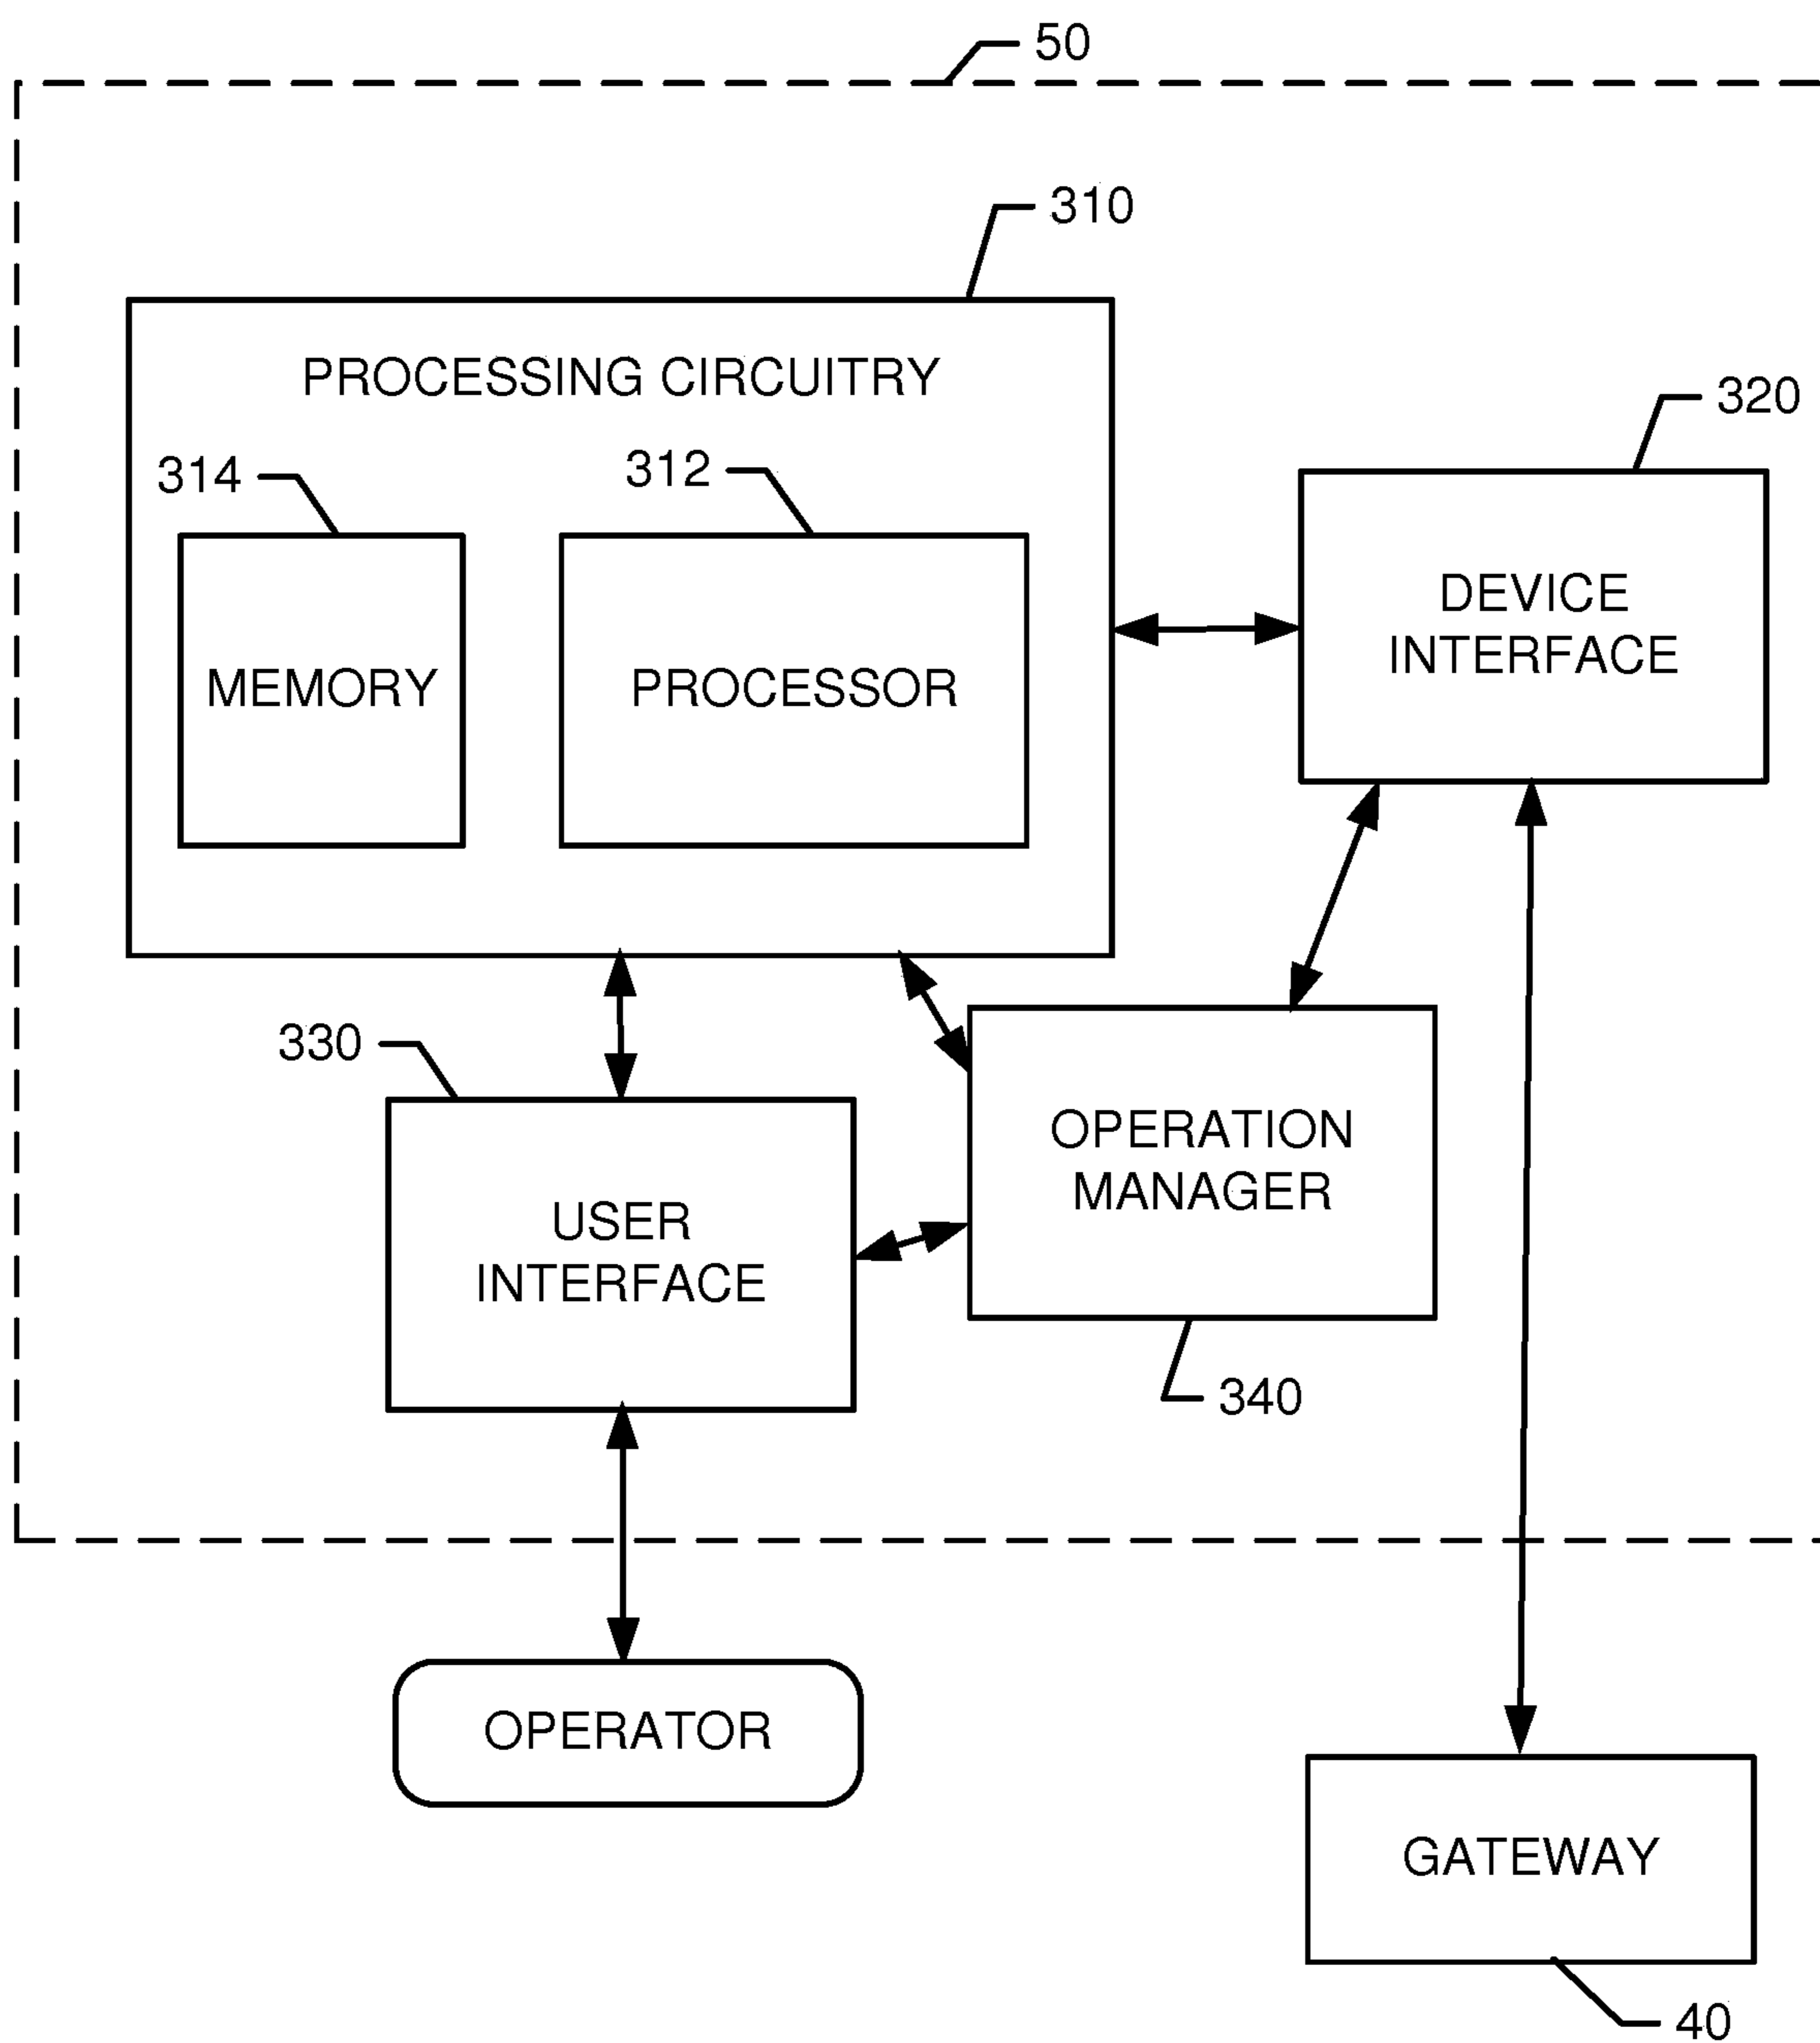 50
310
PROCESSING CIRCUITRY
320
314
312
DEVICE
INTERFACE
MEMORY
PROCESSOR
330
OPERATION
MANAGER
USER
INTERFACE
340
OPERATOR
GATEWAY
40